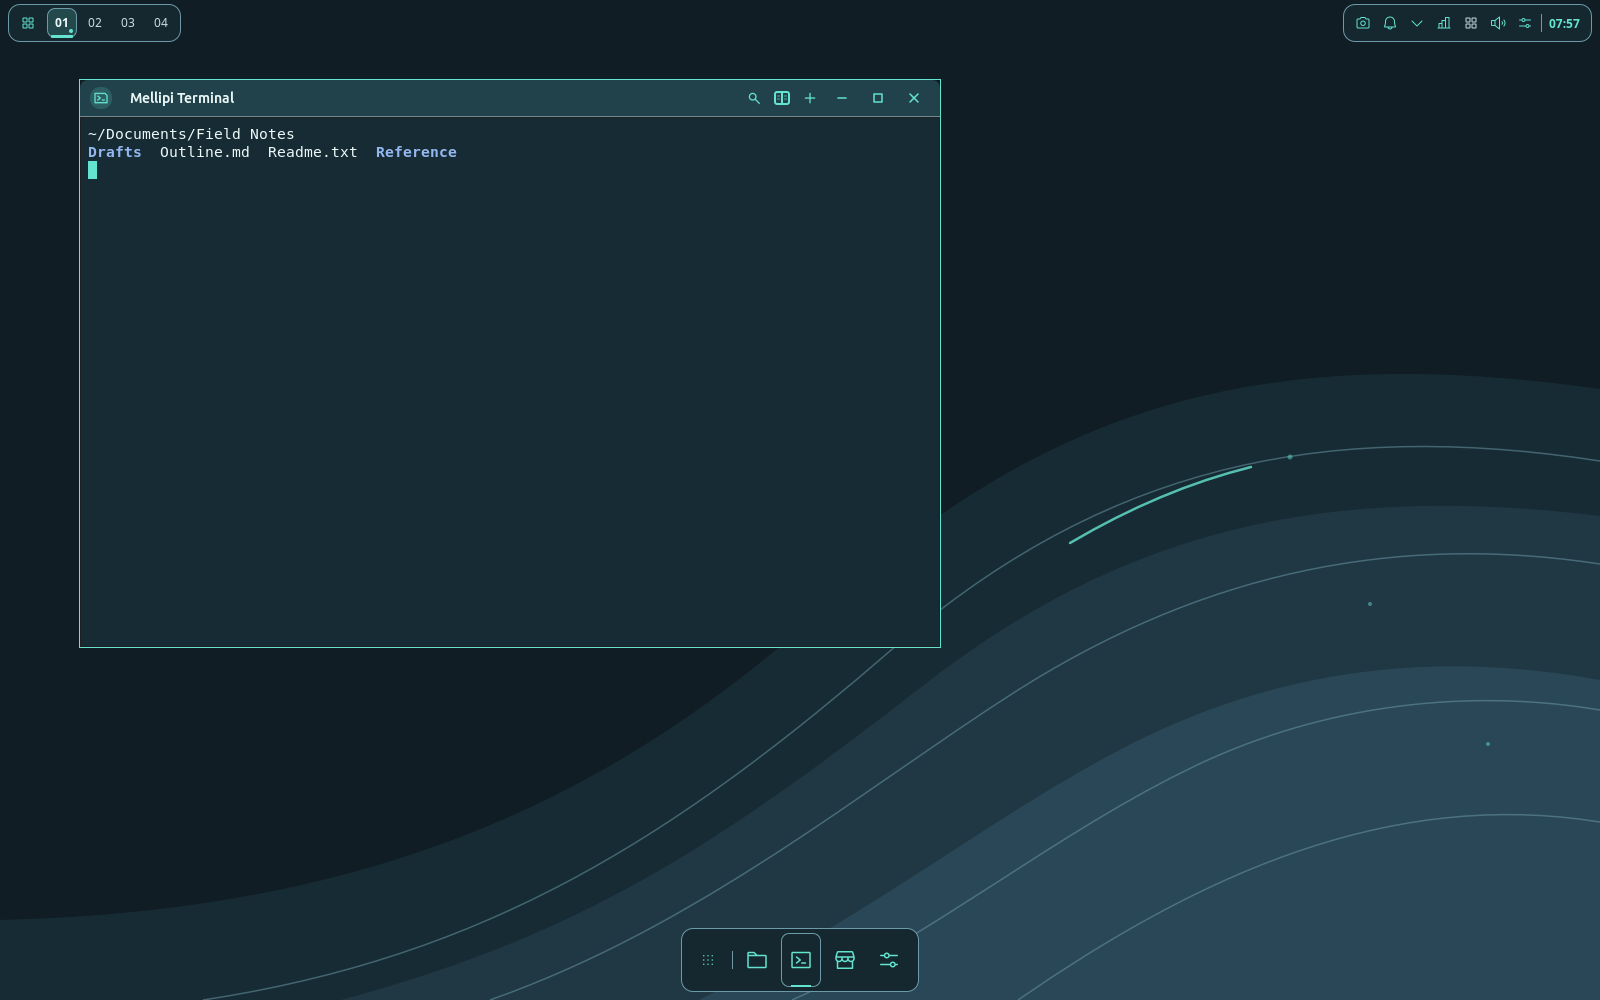 01 02 03 04
07:57
Mellipi Terminal
~/Documents/Field Notes
Drafts  Outline.md  Readme.txt  Reference